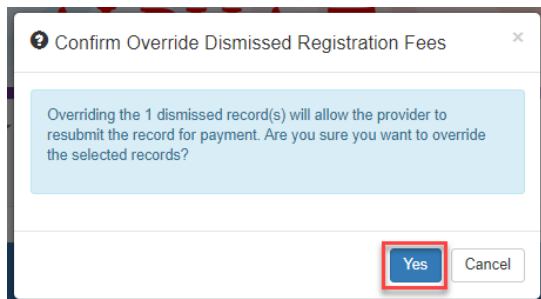 Confirm Override Dismissed Registration Fees
×
Overriding the 1 dismissed record(s) will allow the provider to
resubmit the record for payment. Are you sure you want to override
the selected records?
Yes Cancel